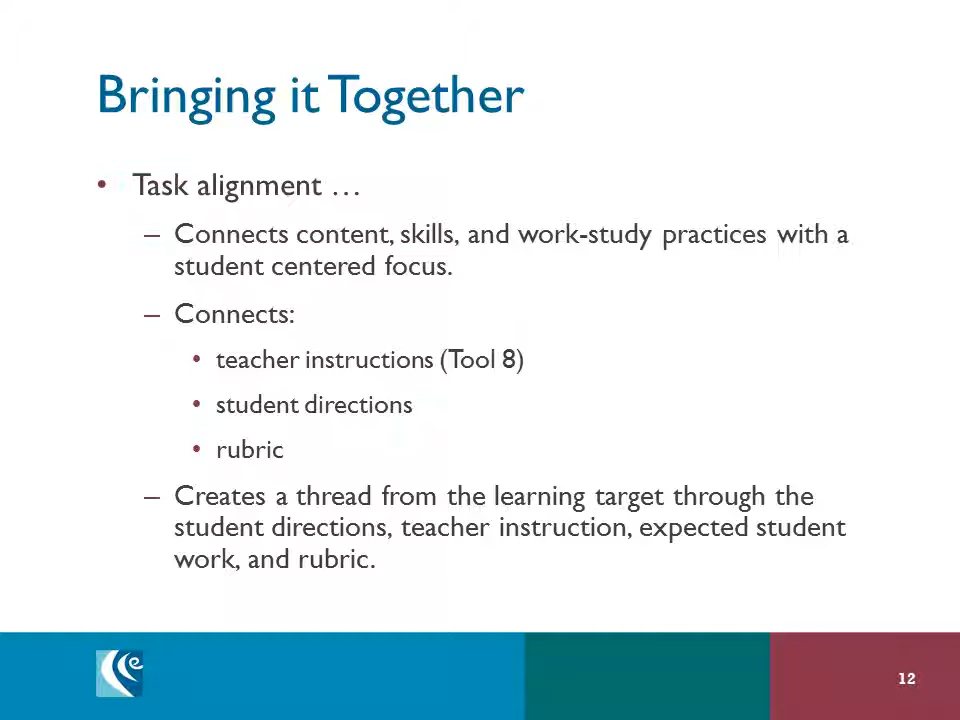 Bringing it Together
• Task alignment …
– Connects content, skills, and work-study practices with a
student centered focus.
– Connects:
• teacher instructions (Tool 8)
• student directions
• rubric
– Creates a thread from the learning target through the
student directions, teacher instruction, expected student
work, and rubric.
e
12